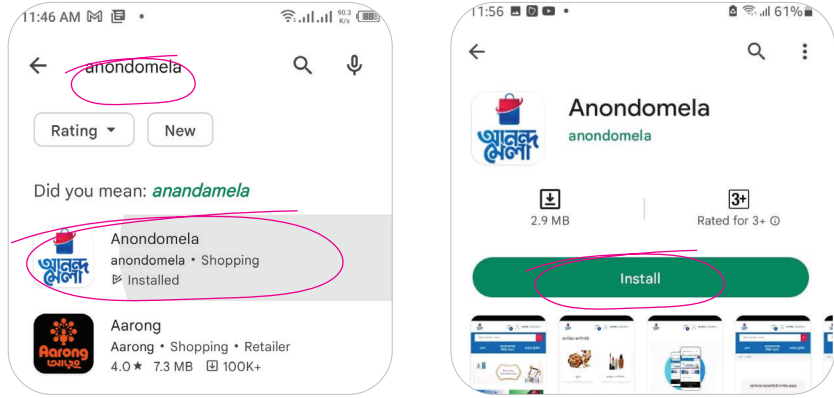 11:46 AM
90.3
K/s
88
anondomela
Rating
New
Did you mean: anandamela
আনন্দ
মেলা
Anondomela
anondomela • Shopping
Installed
Aarong
আড়ং
Aarong
Aarong • Shopping • Retailer
4.0★ 7.3 MB 100K+
11:56
61%
আনন্দ
মেলা
Anondomela
anondomela
2.9 MB
3+
Rated for 3+
Install